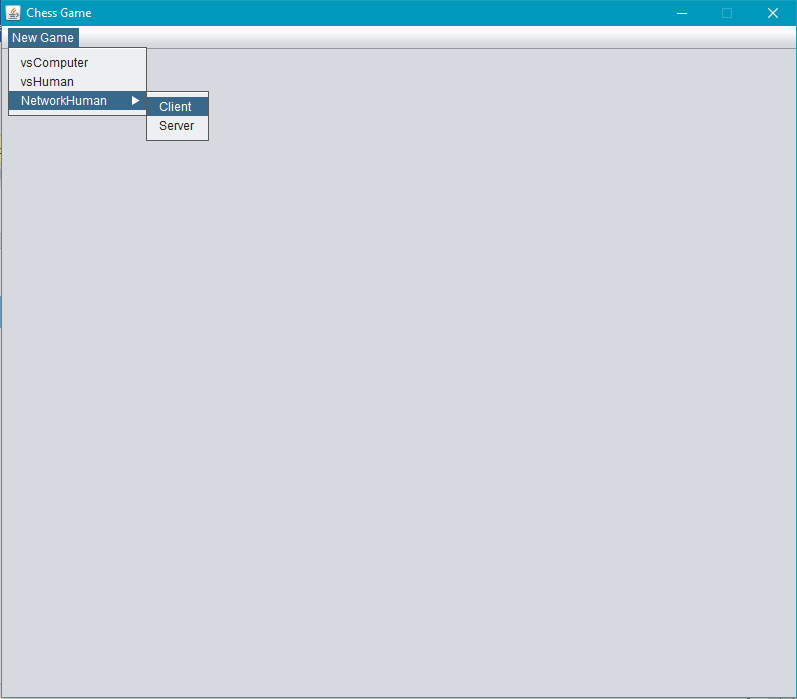 Chess Game
New Game
vsComputer
vsHuman
NetworkHuman
Client
Server